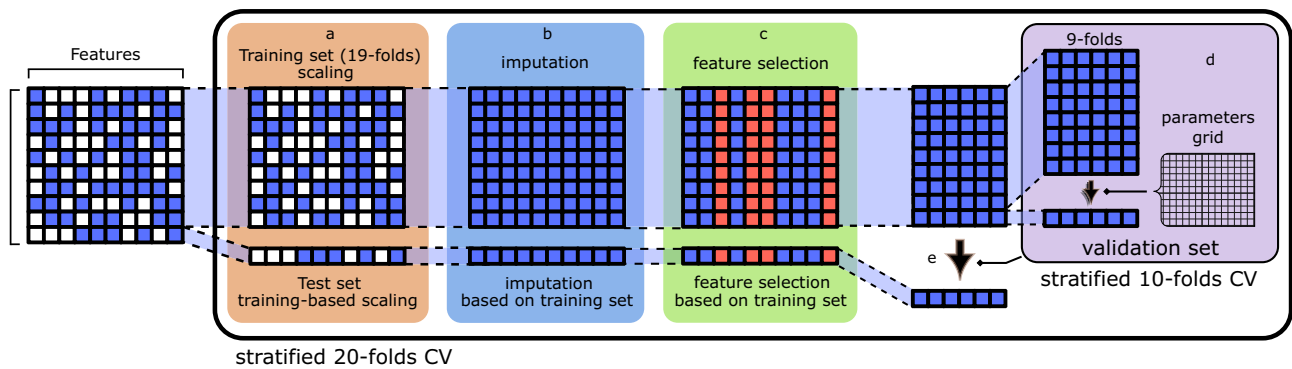 Features
a
Training set (19-folds)
scaling
Test set
training-based scaling
b
imputation
imputation
based on training set
c
feature selection
feature selection
based on training set
e
9-folds
d
parameters
grid
validation set
stratified 10-folds CV
stratified 20-folds CV